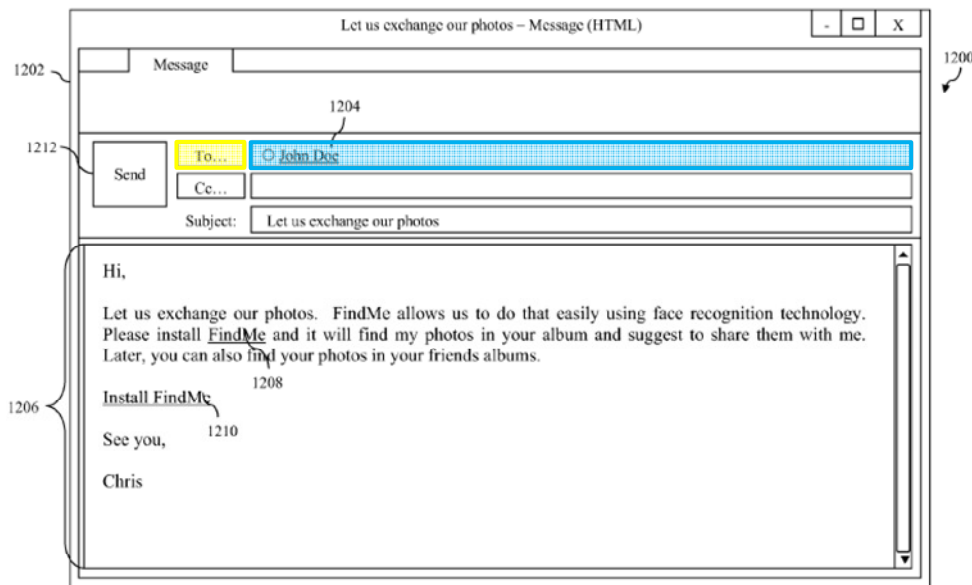 Let us exchange our photos – Message (HTML)
- X
1202
Message
1200
1204
1212
Send
To...
John Doe
Cc...
Subject:
Let us exchange our photos
Hi,
Let us exchange our photos. FindMe allows us to do that easily using face recognition technology.
Please install FindMe and it will find my photos in your album and suggest to share them with me.
Later, you can also find your photos in your friends albums.
1208
1206
Install FindMe
1210
See you,
Chris